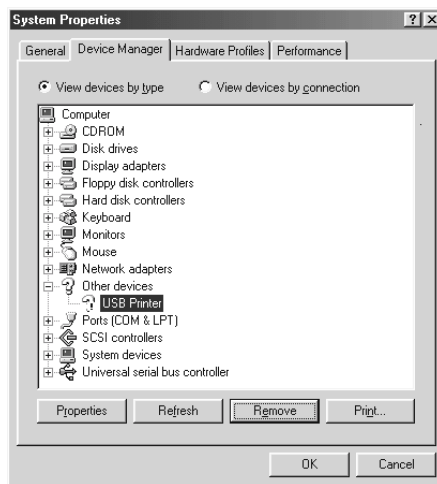 System Properties
General Device Manager Hardware Profiles Performance
View devices by type View devices by connection
Computer
CDROM
Disk drives
Display adapters
Floppy disk controllers
Hard disk controllers
Keyboard
Monitors
Mouse
Network adapters
Other devices
USB Printer
Ports (COM & LPT)
SCSI controllers
System devices
Universal serial bus controller
Properties Refresh Remove Print...
OK Cancel